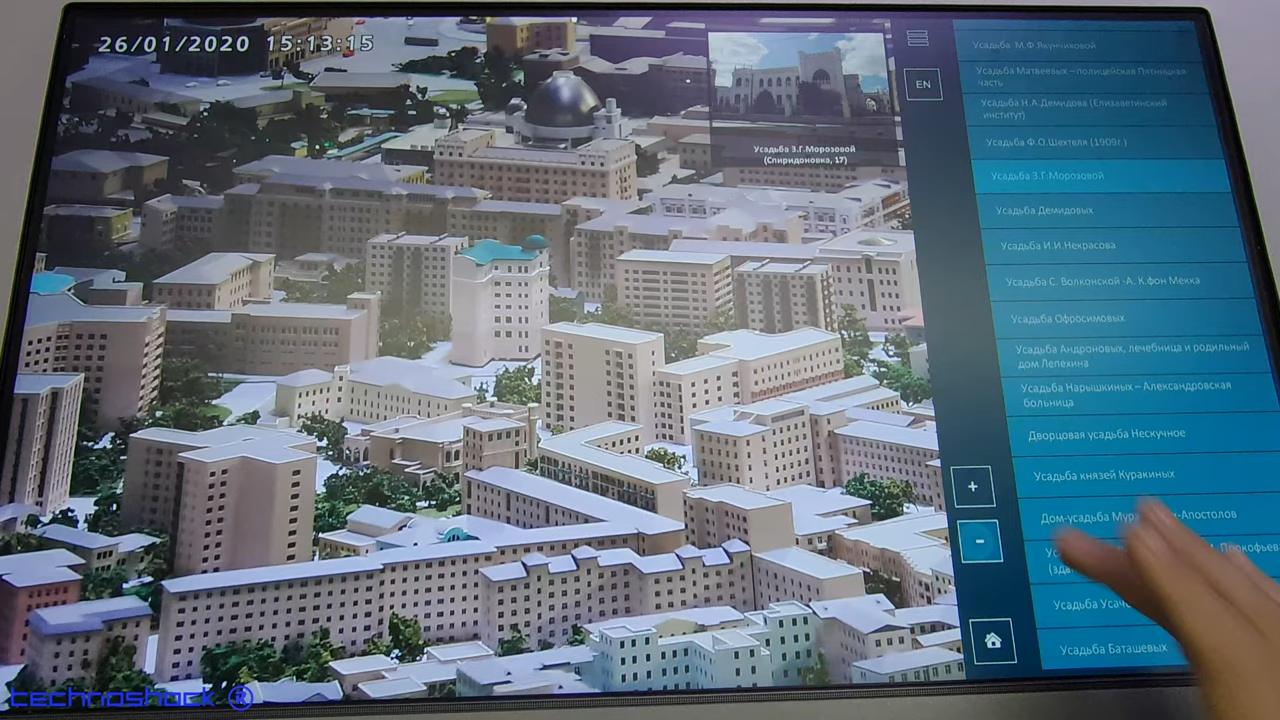 26/01/2020 15:13:15
Усадьба З.Г.Морозовой
(Спиридоновка, 17)
EN
Усадьба М.Ф.Якунчиковой
Усадьба Матвеевых – полицейская Пятницкая
часть
Усадьба Н.А.Демидова (Елизаветинский
институт)
Усадьба Ф.О.Шехтеля (1909г.)
Усадьба З.Г.Морозовой
Усадьба Демидовых
Усадьба И.И.Некрасова
Усадьба С. Волконской -А. К.фон Мекка
Усадьба Офросимовых
Усадьба Андроновых, лечебница и родильный
дом Лепехина
Усадьба Нарышкиных – Александровская
больница
Дворцовая усадьба Нескучное
Усадьба князей Куракиных
Дом-усадьба
Прокофьев
Усадьба
Усадьба Баташевых
+
-
technoshack ®